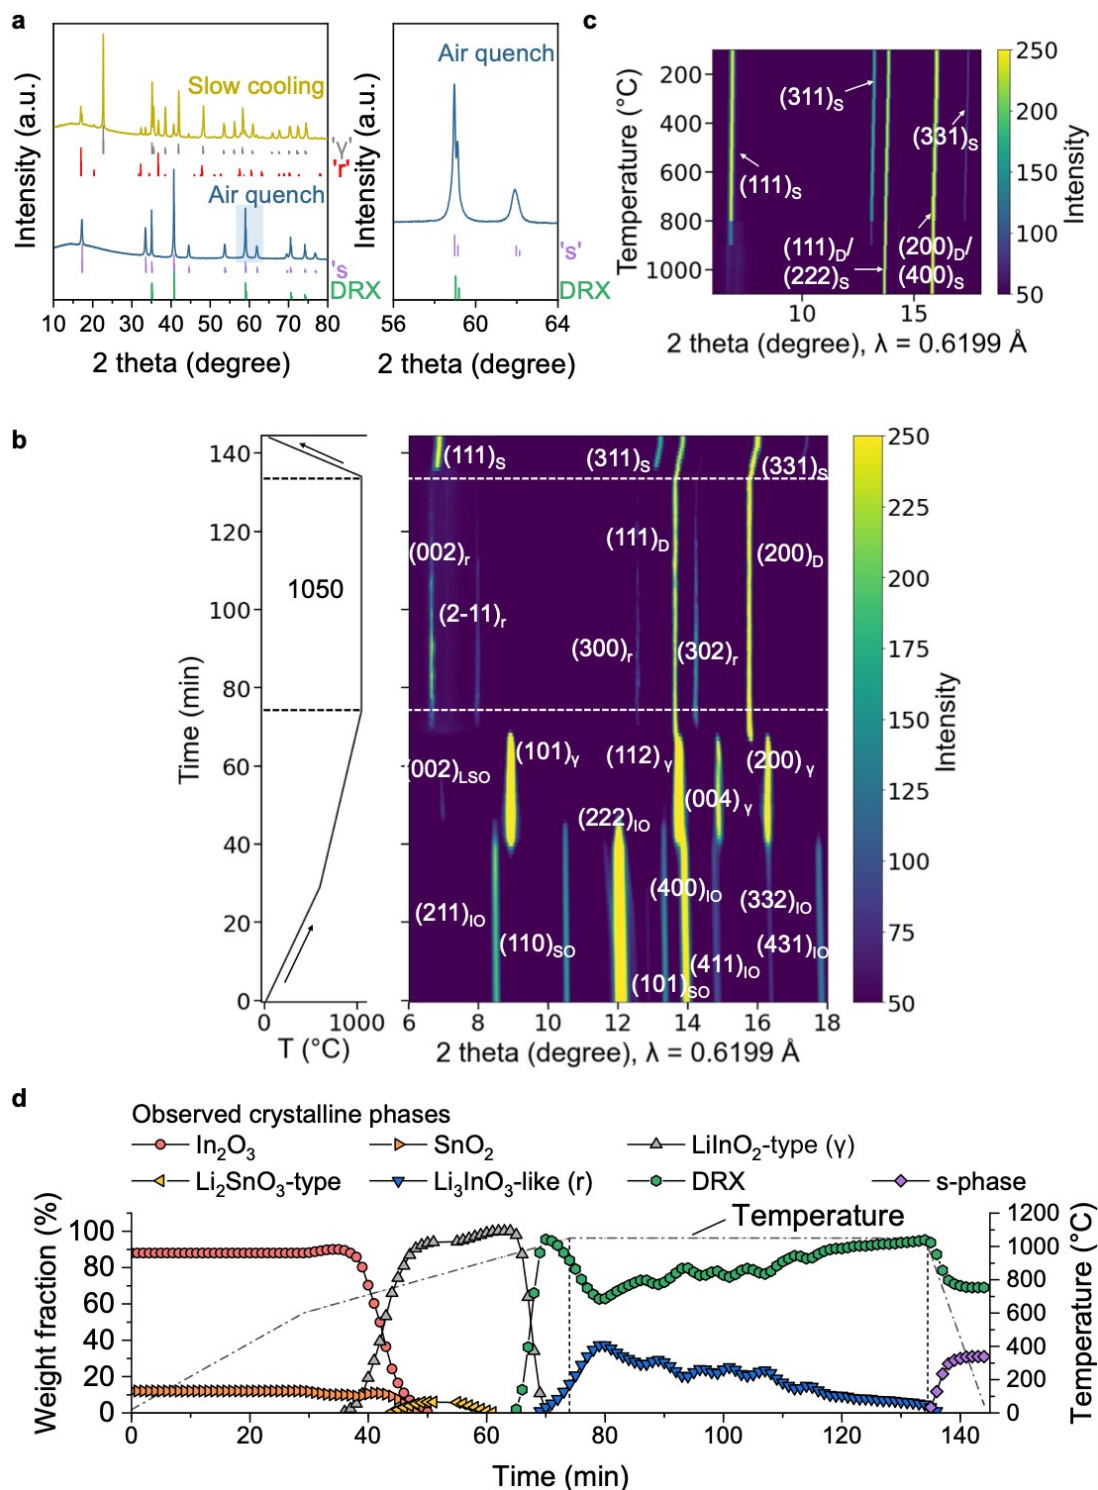 a
Intensity (a.u.)
Slow cooling
'γ'
'r'
Air quench
's
DRX
10 20 30 40 50 60 70 80
2 theta (degree)
Intensity (a.u.)
Air quench
's'
DRX
56 60 64
2 theta (degree)
c
Temperature (°C)
200
400
600
800
1000
(311)S
(331)S
(111)S
(111)D/
(222)S
(200)D/
(400)S
10 15
2 theta (degree), λ = 0.6199 Å
250
200
150
100
50
Intensity
b
Time (min)
140
120
100
80
60
40
20
0
1050
0 1000
T (°C)
(111)S
(311)S
(331)S
(002)r
(111)D
(200)D
(2-11)r
(300)r
(302)r
(101)γ
(112)γ
(200)γ
(002)LSO
(004)γ
(222)IO
(400)IO
(211)IO
(332)IO
(110)SO
(431)IO
(411)IO
(101)SO
6 8 10 12 14 16 18
2 theta (degree), λ = 0.6199 Å
250
225
200
175
150
125
100
75
50
Intensity
d
Observed crystalline phases
In2O3
SnO2
LiInO2-type (γ)
Li2SnO3-type
Li3InO3-like (r)
DRX
s-phase
Weight fraction (%)
100
80
60
40
20
0
Temperature
1200
1000
800
600
400
200
0
Temperature (°C)
0 20 40 60 80 100 120 140
Time (min)